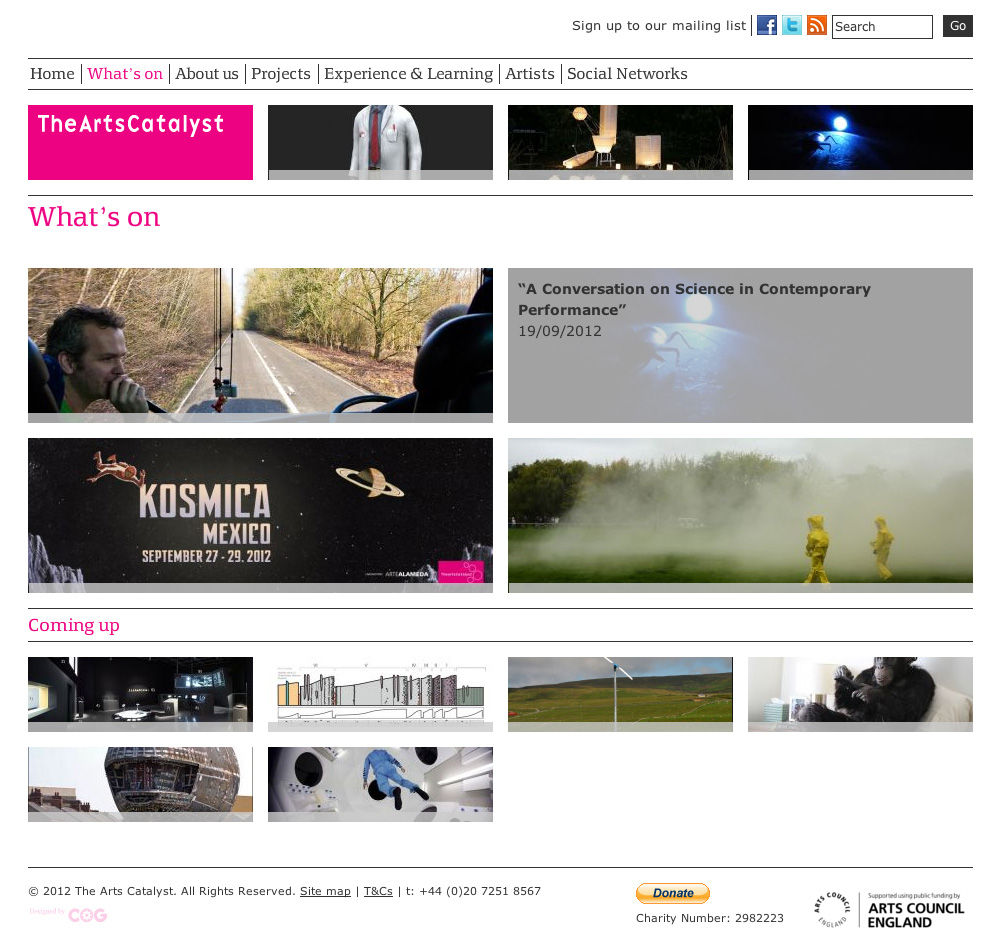 Sign up to our mailing list Search Go
Home What's on About us Projects Experience & Learning Artists Social Networks
TheArtsCatalyst
What's on
“A Conversation on Science in Contemporary
Performance”
19/09/2012
KOSMICA
MEXICO
SEPTEMBER 27 - 29. 2012
ARTEALAMEDA
Coming up
© 2012 The Arts Catalyst. All Rights Reserved. Site map | T&Cs | t: +44 (0)20 7251 8567
Designed by COG
Donate
Charity Number: 2982223
ARTS COUNCIL
ENGLAND
Supported using public funding by
ARTS COUNCIL
ENGLAND